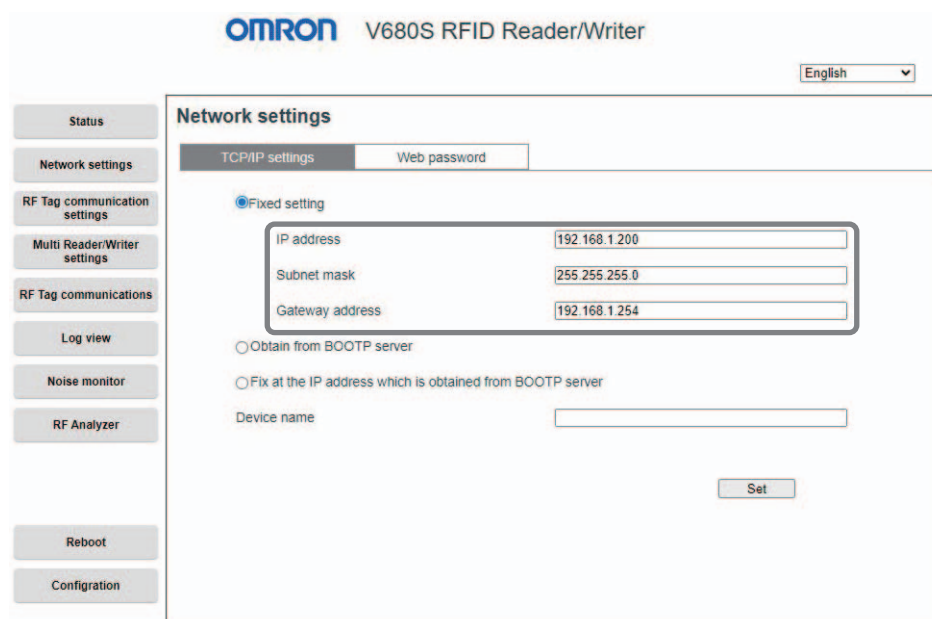 OMRON V680S RFID Reader/Writer
English
Status
Network settings
RF Tag communication
settings
Multi Reader/Writer
settings
RF Tag communications
Log view
Noise monitor
RF Analyzer
Reboot
Configration
Network settings
TCP/IP settings Web password
Fixed setting
IP address 192.168.1.200
Subnet mask 255.255.255.0
Gateway address 192.168.1.254
Obtain from BOOTP server
Fix at the IP address which is obtained from BOOTP server
Device name
Set